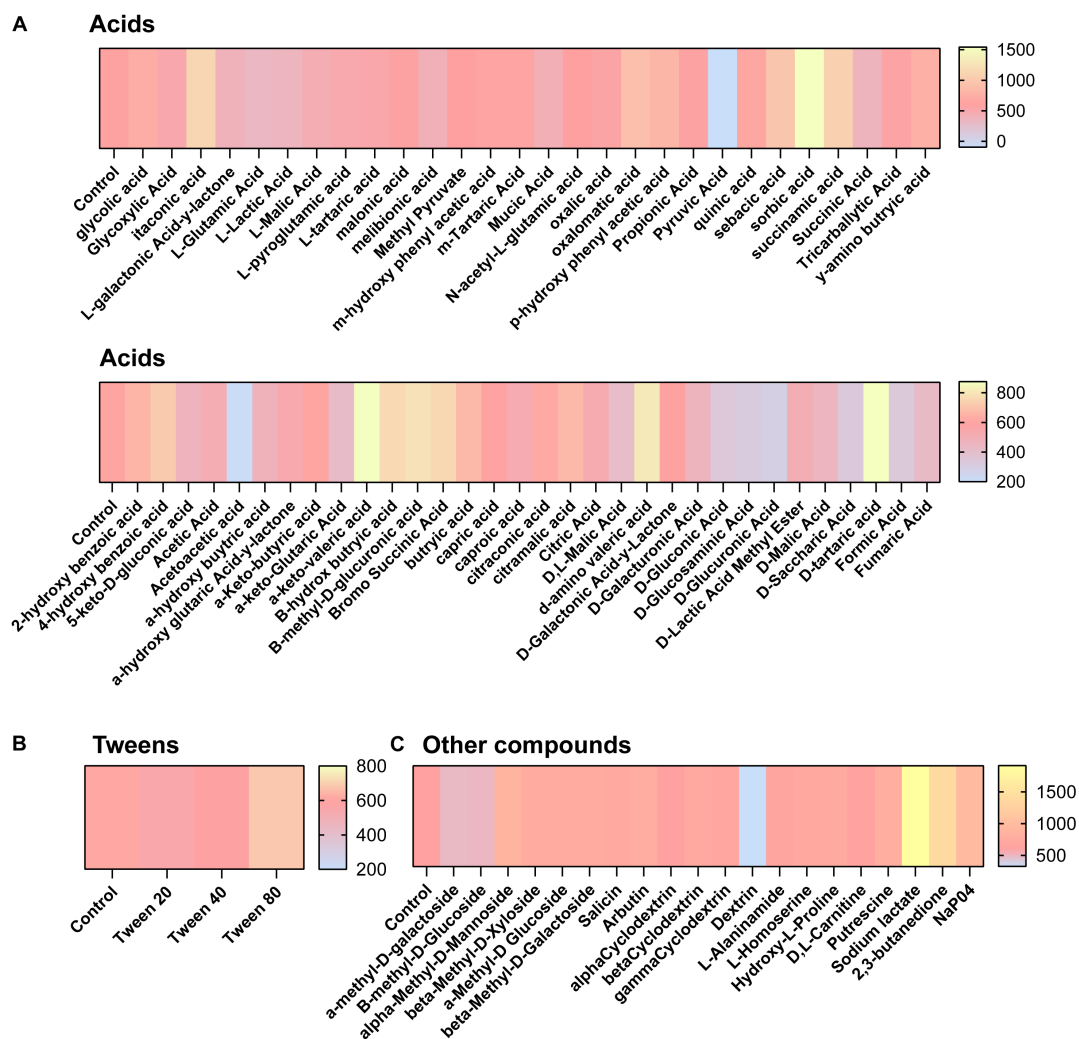 A
Acids
1500
1000
500
0
Control
glycolic acid
Glycoxylic Acid
itaconic acid
L-galactonic Acid-y-lactone
L-Glutamic Acid
L-Lactic Acid
L-Malic Acid
L-pyroglutamic acid
L-tartaric acid
malonic acid
melibionic acid
Methyl Pyruvate
m-hydroxy phenyl acetic acid
m-Tartaric Acid
Mucic Acid
N-acetyl-L-glutamic acid
oxalic acid
oxalomatic acid
p-hydroxy phenyl acetic acid
Propionic Acid
Pyruvic Acid
quinic acid
sebacic acid
sorbic acid
succinamic acid
Succinic Acid
Tricarballytic Acid
y-amino butryic acid
Acids
800
600
400
200
Control
2-hydroxy benzoic acid
4-hydroxy benzoic acid
5-keto-D-gluconic acid
Acetic Acid
Acetoacetic acid
a-hydroxy butyric acid
a-hydroxy glutaric Acid-y-lactone
a-Keto-butyric acid
a-keto-Glutaric Acid
a-keto-valeric acid
B-hydrox butyric acid
B-methyl-D-glucuronic acid
Bromo Succinic Acid
butyric acid
capric acid
caproic acid
citraconic acid
citramalic acid
Citric Acid
D,L-Malic Acid
d-amino valeric acid
D-Galactonic Acid-y-Lactone
D-Galacturonic Acid
D-Gluconic Acid
D-Glucosaminic Acid
D-Glucuronic Acid
D-Lactic Acid Methyl Ester
D-Malic Acid
D-Saccharic Acid
D-tartaric acid
Formic Acid
Fumaric Acid
B
Tweens
800
600
400
200
Control
Tween 20
Tween 40
Tween 80
C
Other compounds
1500
1000
500
Control
a-methyl-D-galactoside
B-methyl-D-Glucoside
alpha-Methyl-D-Mannoside
beta-Methyl-D-Xyloside
a-Methyl-D Glucoside
beta-Methyl-D-Galactoside
Salicin
Arbutin
alphaCyclodextrin
betaCyclodextrin
gammaCyclodextrin
Dextrin
L-Alaninamide
L-Homoserine
Hydroxy-L-Proline
D,L-Carnitine
Putrescine
Sodium lactate
2,3-butanedione
NaP04